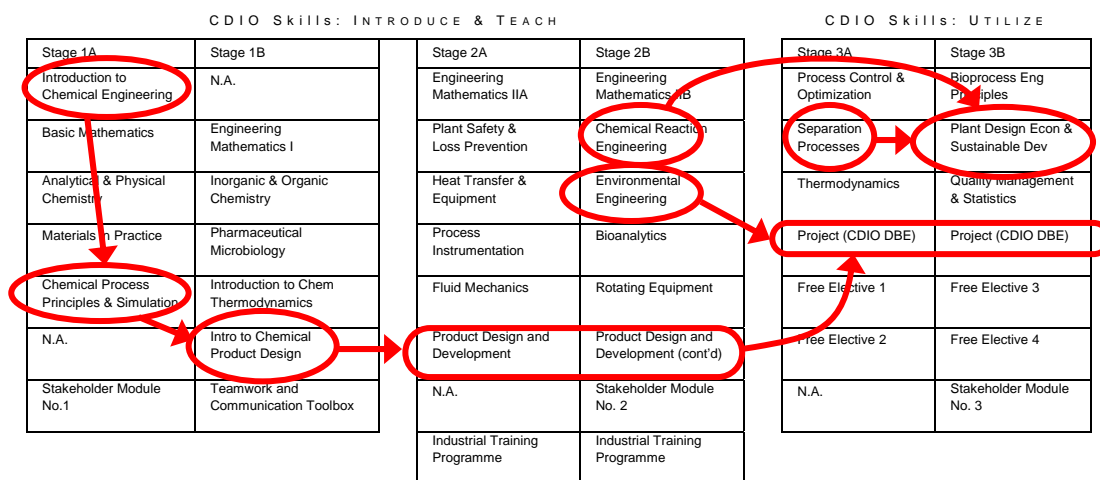 CDIO Skills: INTRODUCE & TEACH
CDIO Skills: UTILIZE
Stage 1A
Stage 1B
Stage 2A
Stage 2B
Stage 3A
Stage 3B
Introduction to
Chemical Engineering
N.A.
Engineering
Mathematics IIA
Engineering
Mathematics IIB
Process Control &
Optimization
Bioprocess Eng
Principles
Basic Mathematics
Engineering
Mathematics I
Plant Safety &
Loss Prevention
Chemical Reaction
Engineering
Separation
Processes
Plant Design Econ &
Sustainable Dev
Analytical & Physical
Chemistry
Inorganic & Organic
Chemistry
Heat Transfer &
Equipment
Environmental
Engineering
Thermodynamics
Quality Management
& Statistics
Materials in Practice
Pharmaceutical
Microbiology
Process
Instrumentation
Bioanalytics
Project (CDIO DBE)
Project (CDIO DBE)
Chemical Process
Principles & Simulation
Introduction to Chem
Thermodynamics
Fluid Mechanics
Rotating Equipment
Free Elective 1
Free Elective 3
N.A.
Intro to Chemical
Product Design
Product Design and
Development
Product Design and
Development (cont'd)
Free Elective 2
Free Elective 4
Stakeholder Module
No.1
Teamwork and
Communication Toolbox
N.A.
Stakeholder Module
No. 2
N.A.
Stakeholder Module
No. 3
Industrial Training
Programme
Industrial Training
Programme